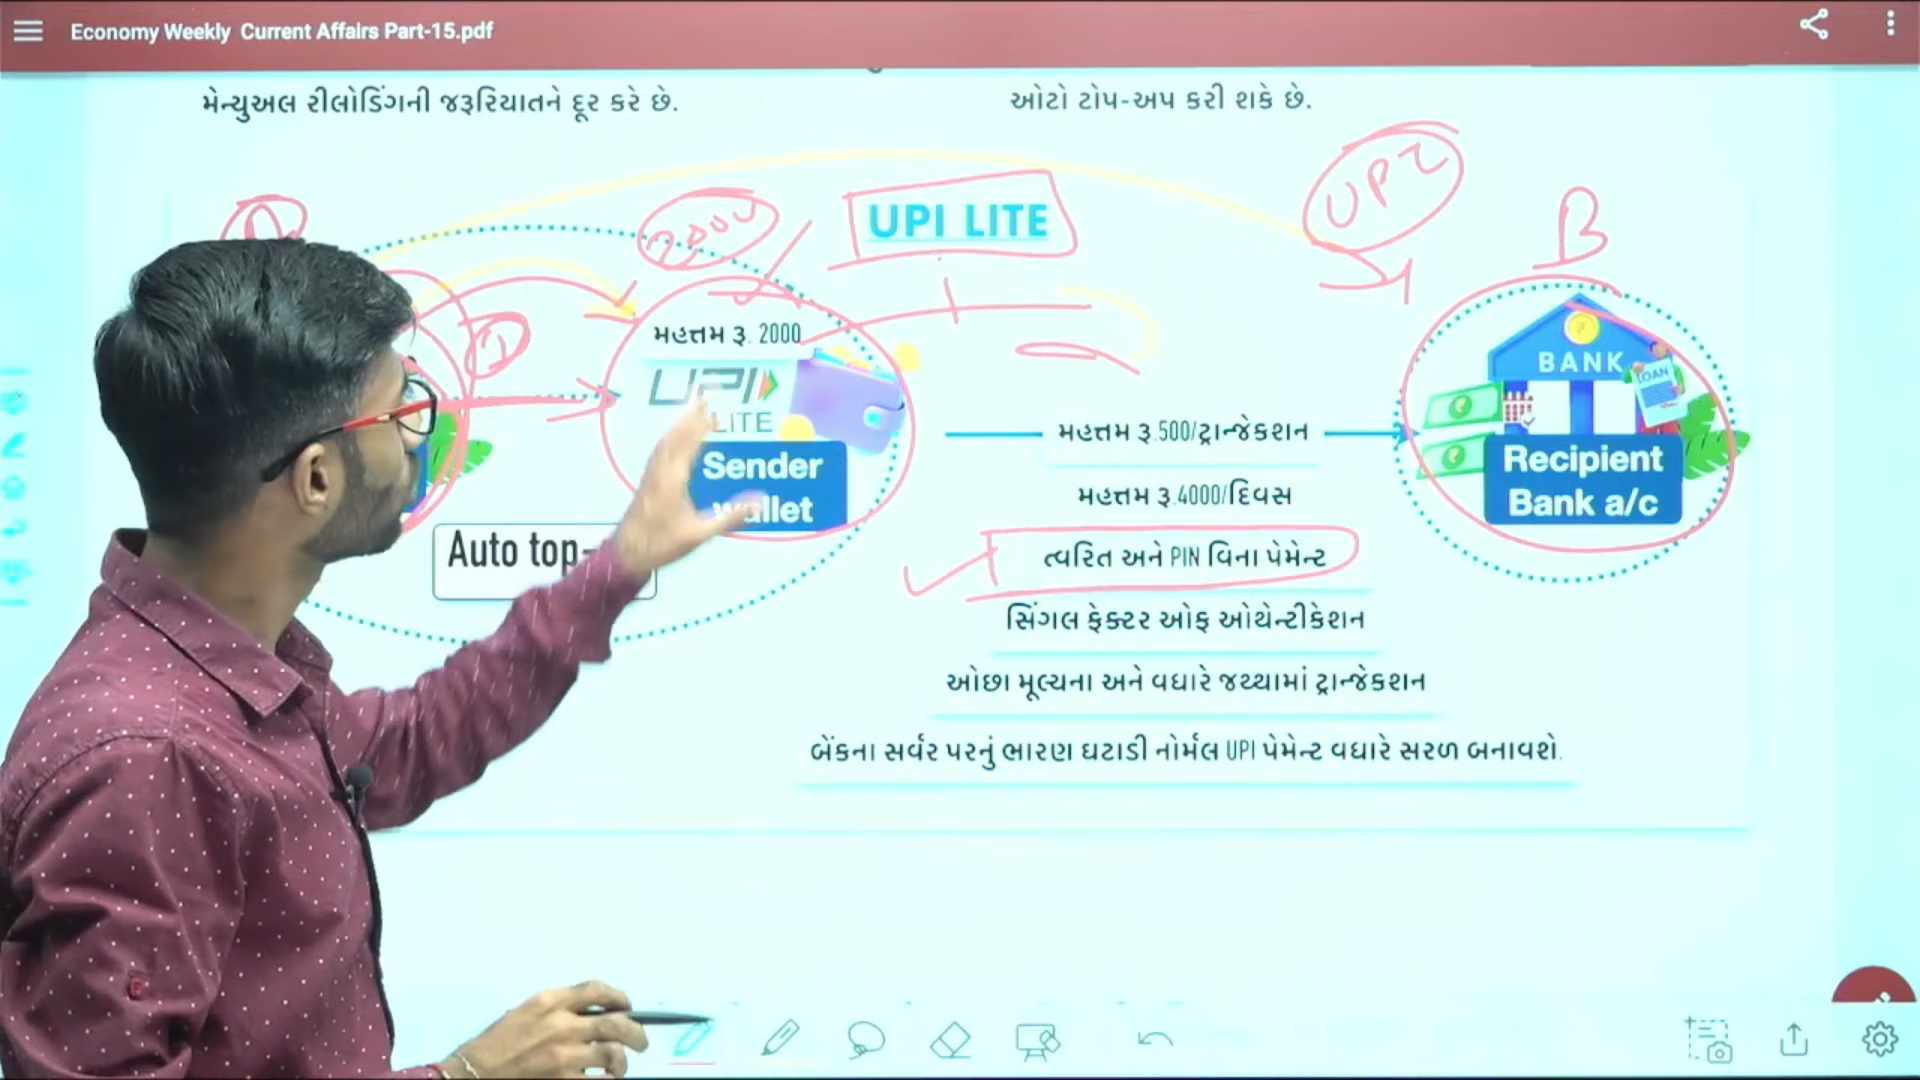 Economy Weekly Current Affairs Part-15.pdf
મેન્યુઅલ રીલોડિંગની જરૂરિયાતને દૂર કરે છે.
ઓટો ટોપ-અપ કરી શકે છે.
UPI
2000
UPI LITE
B
મહત્તમ રૂ. 2000
UPI
LITE
Sender
wallet
BANK
LOAN
Recipient
Bank a/c
મહત્તમ રૂ.500/ટ્રાન્જેકશન
મહત્તમ રૂ.4000/દિવસ
Auto top-
ત્વરિત અને PIN વિના પેમેન્ટ
સિંગલ ફેક્ટર ઓફ ઓથેન્ટીકેશન
ઓછા મૂલ્યના અને વધારે જથ્થામાં ટ્રાન્જેકશન
બેંકના સર્વર પરનું ભારણ ઘટાડી નોર્મલ UPI પેમેન્ટ વધારે સરળ બનાવશે.